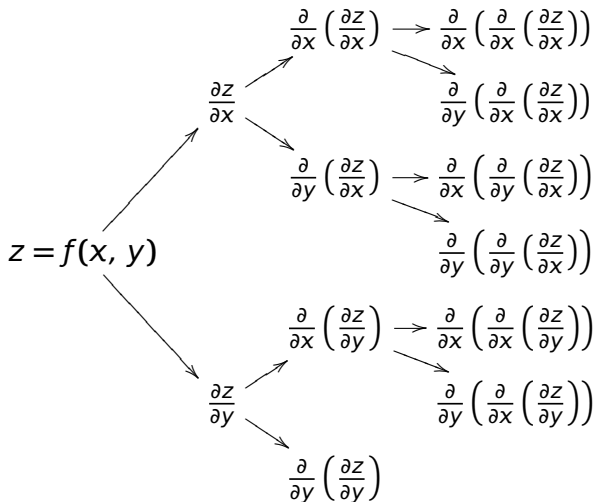 ∂/∂x (∂z/∂x) → ∂/∂x (∂/∂x (∂z/∂x))
∂z/∂x
∂/∂y (∂/∂x (∂z/∂x))
∂/∂y (∂z/∂x) → ∂/∂x (∂/∂y (∂z/∂x))
z = f(x, y)
∂/∂y (∂/∂y (∂z/∂x))
∂/∂x (∂z/∂y) → ∂/∂x (∂/∂x (∂z/∂y))
∂z/∂y
∂/∂y (∂/∂x (∂z/∂y))
∂/∂y (∂z/∂y)